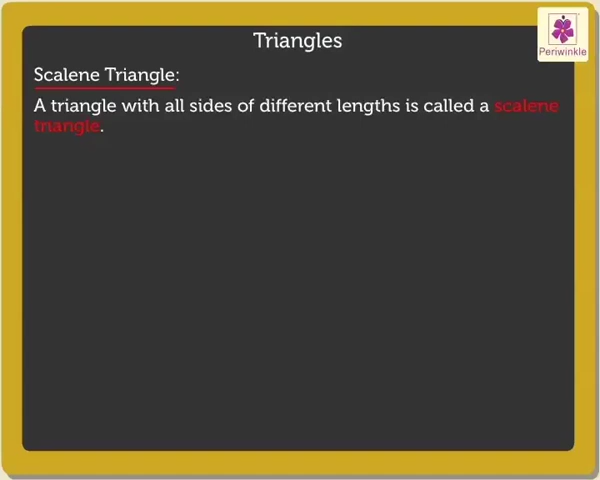 Triangles
Periwinkle
Scalene Triangle:
A triangle with all sides of different lengths is called a scalene
triangle.